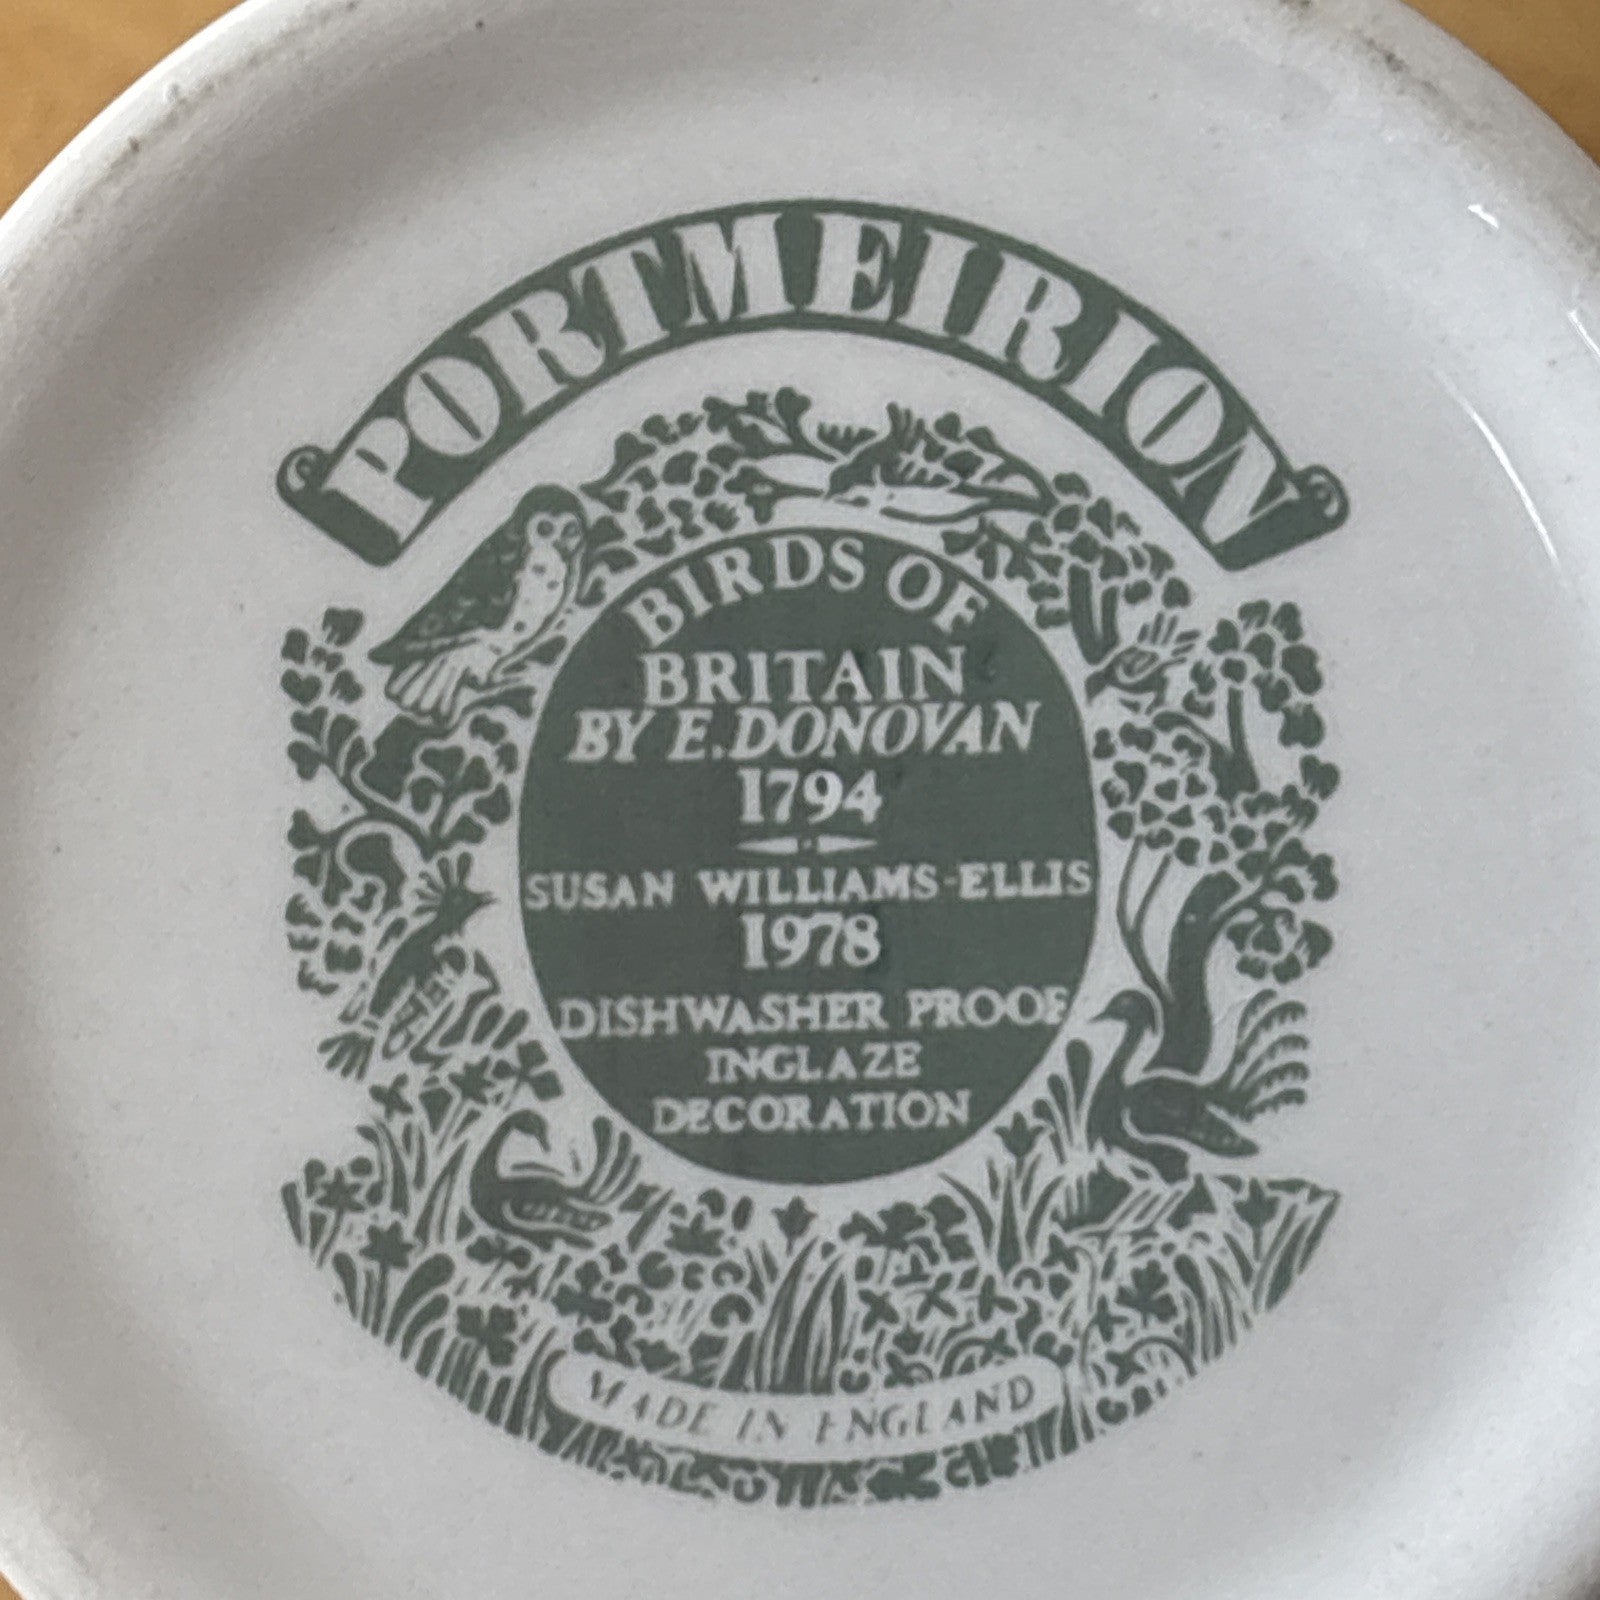 PORTMEIRION
BIRDS OF
BRITAIN
BY E. DONOVAN
1794
SUSAN WILLIAMS-ELLIS
1978
DISHWASHER PROOF
INGLAZE
DECORATION
MADE IN ENGLAND